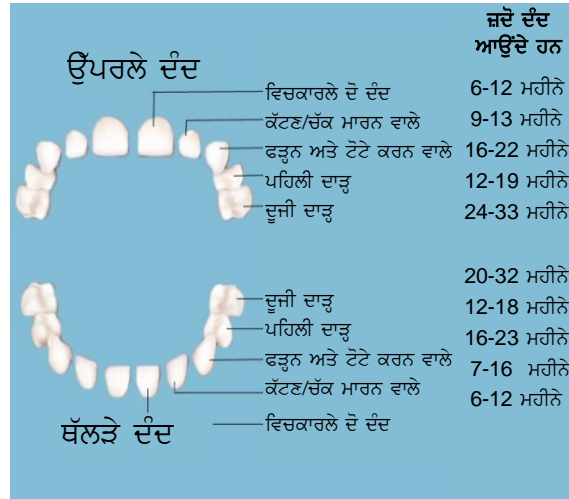 ਜ਼ਦੋ ਦੰਦ
ਆਉਂਦੇ ਹਨ
ਉੱਪਰਲੇ ਦੰਦ
ਵਿਚਕਾਰਲੇ ਦੋ ਦੰਦ 6-12 ਮਹੀਨੇ
ਕੱਟਣ/ਚੱਕ ਮਾਰਨ ਵਾਲੇ 9-13 ਮਹੀਨੇ
ਫੜ੍ਹਨ ਅਤੇ ਟੋਟੇ ਕਰਨ ਵਾਲੇ 16-22 ਮਹੀਨੇ
ਪਹਿਲੀ ਦਾੜ੍ਹ 12-19 ਮਹੀਨੇ
ਦੂਜੀ ਦਾੜ੍ਹ 24-33 ਮਹੀਨੇ
ਦੂਜੀ ਦਾੜ੍ਹ 20-32 ਮਹੀਨੇ
ਪਹਿਲੀ ਦਾੜ੍ਹ 12-18 ਮਹੀਨੇ
ਫੜ੍ਹਨ ਅਤੇ ਟੋਟੇ ਕਰਨ ਵਾਲੇ 16-23 ਮਹੀਨੇ
ਕੱਟਣ/ਚੱਕ ਮਾਰਨ ਵਾਲੇ 7-16 ਮਹੀਨੇ
ਵਿਚਕਾਰਲੇ ਦੋ ਦੰਦ 6-12 ਮਹੀਨੇ
ਥੱਲੜੇ ਦੰਦ